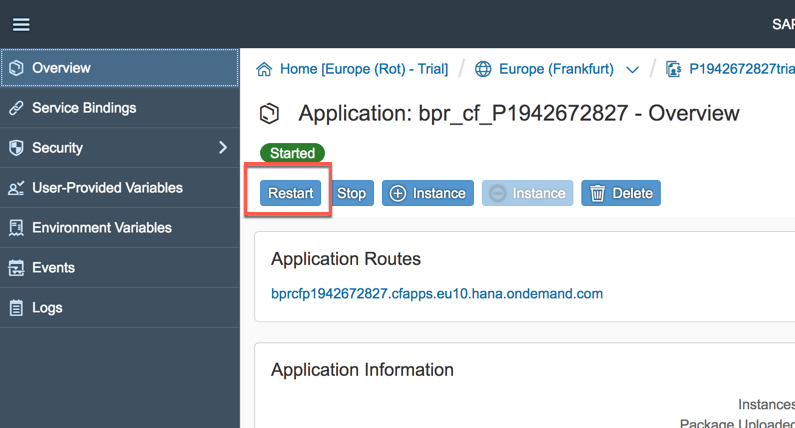 SAP
Overview
Service Bindings
Security
User-Provided Variables
Environment Variables
Events
Logs
Home [Europe (Rot) - Trial] / Europe (Frankfurt) / P1942672827tria
Application: bpr_cf_P1942672827 - Overview
Started
Restart Stop Instance Instance Delete
Application Routes
bprcfp1942672827.cfapps.eu10.hana.ondemand.com
Application Information
Instances
Package Uploaded